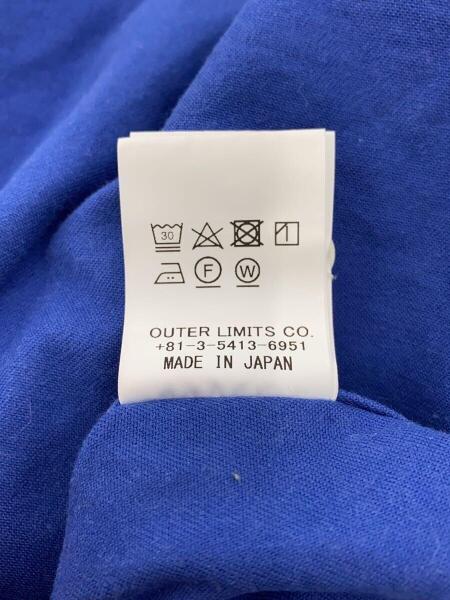 30
F W
OUTER LIMITS CO.
+81-3-5413-6951
MADE IN JAPAN